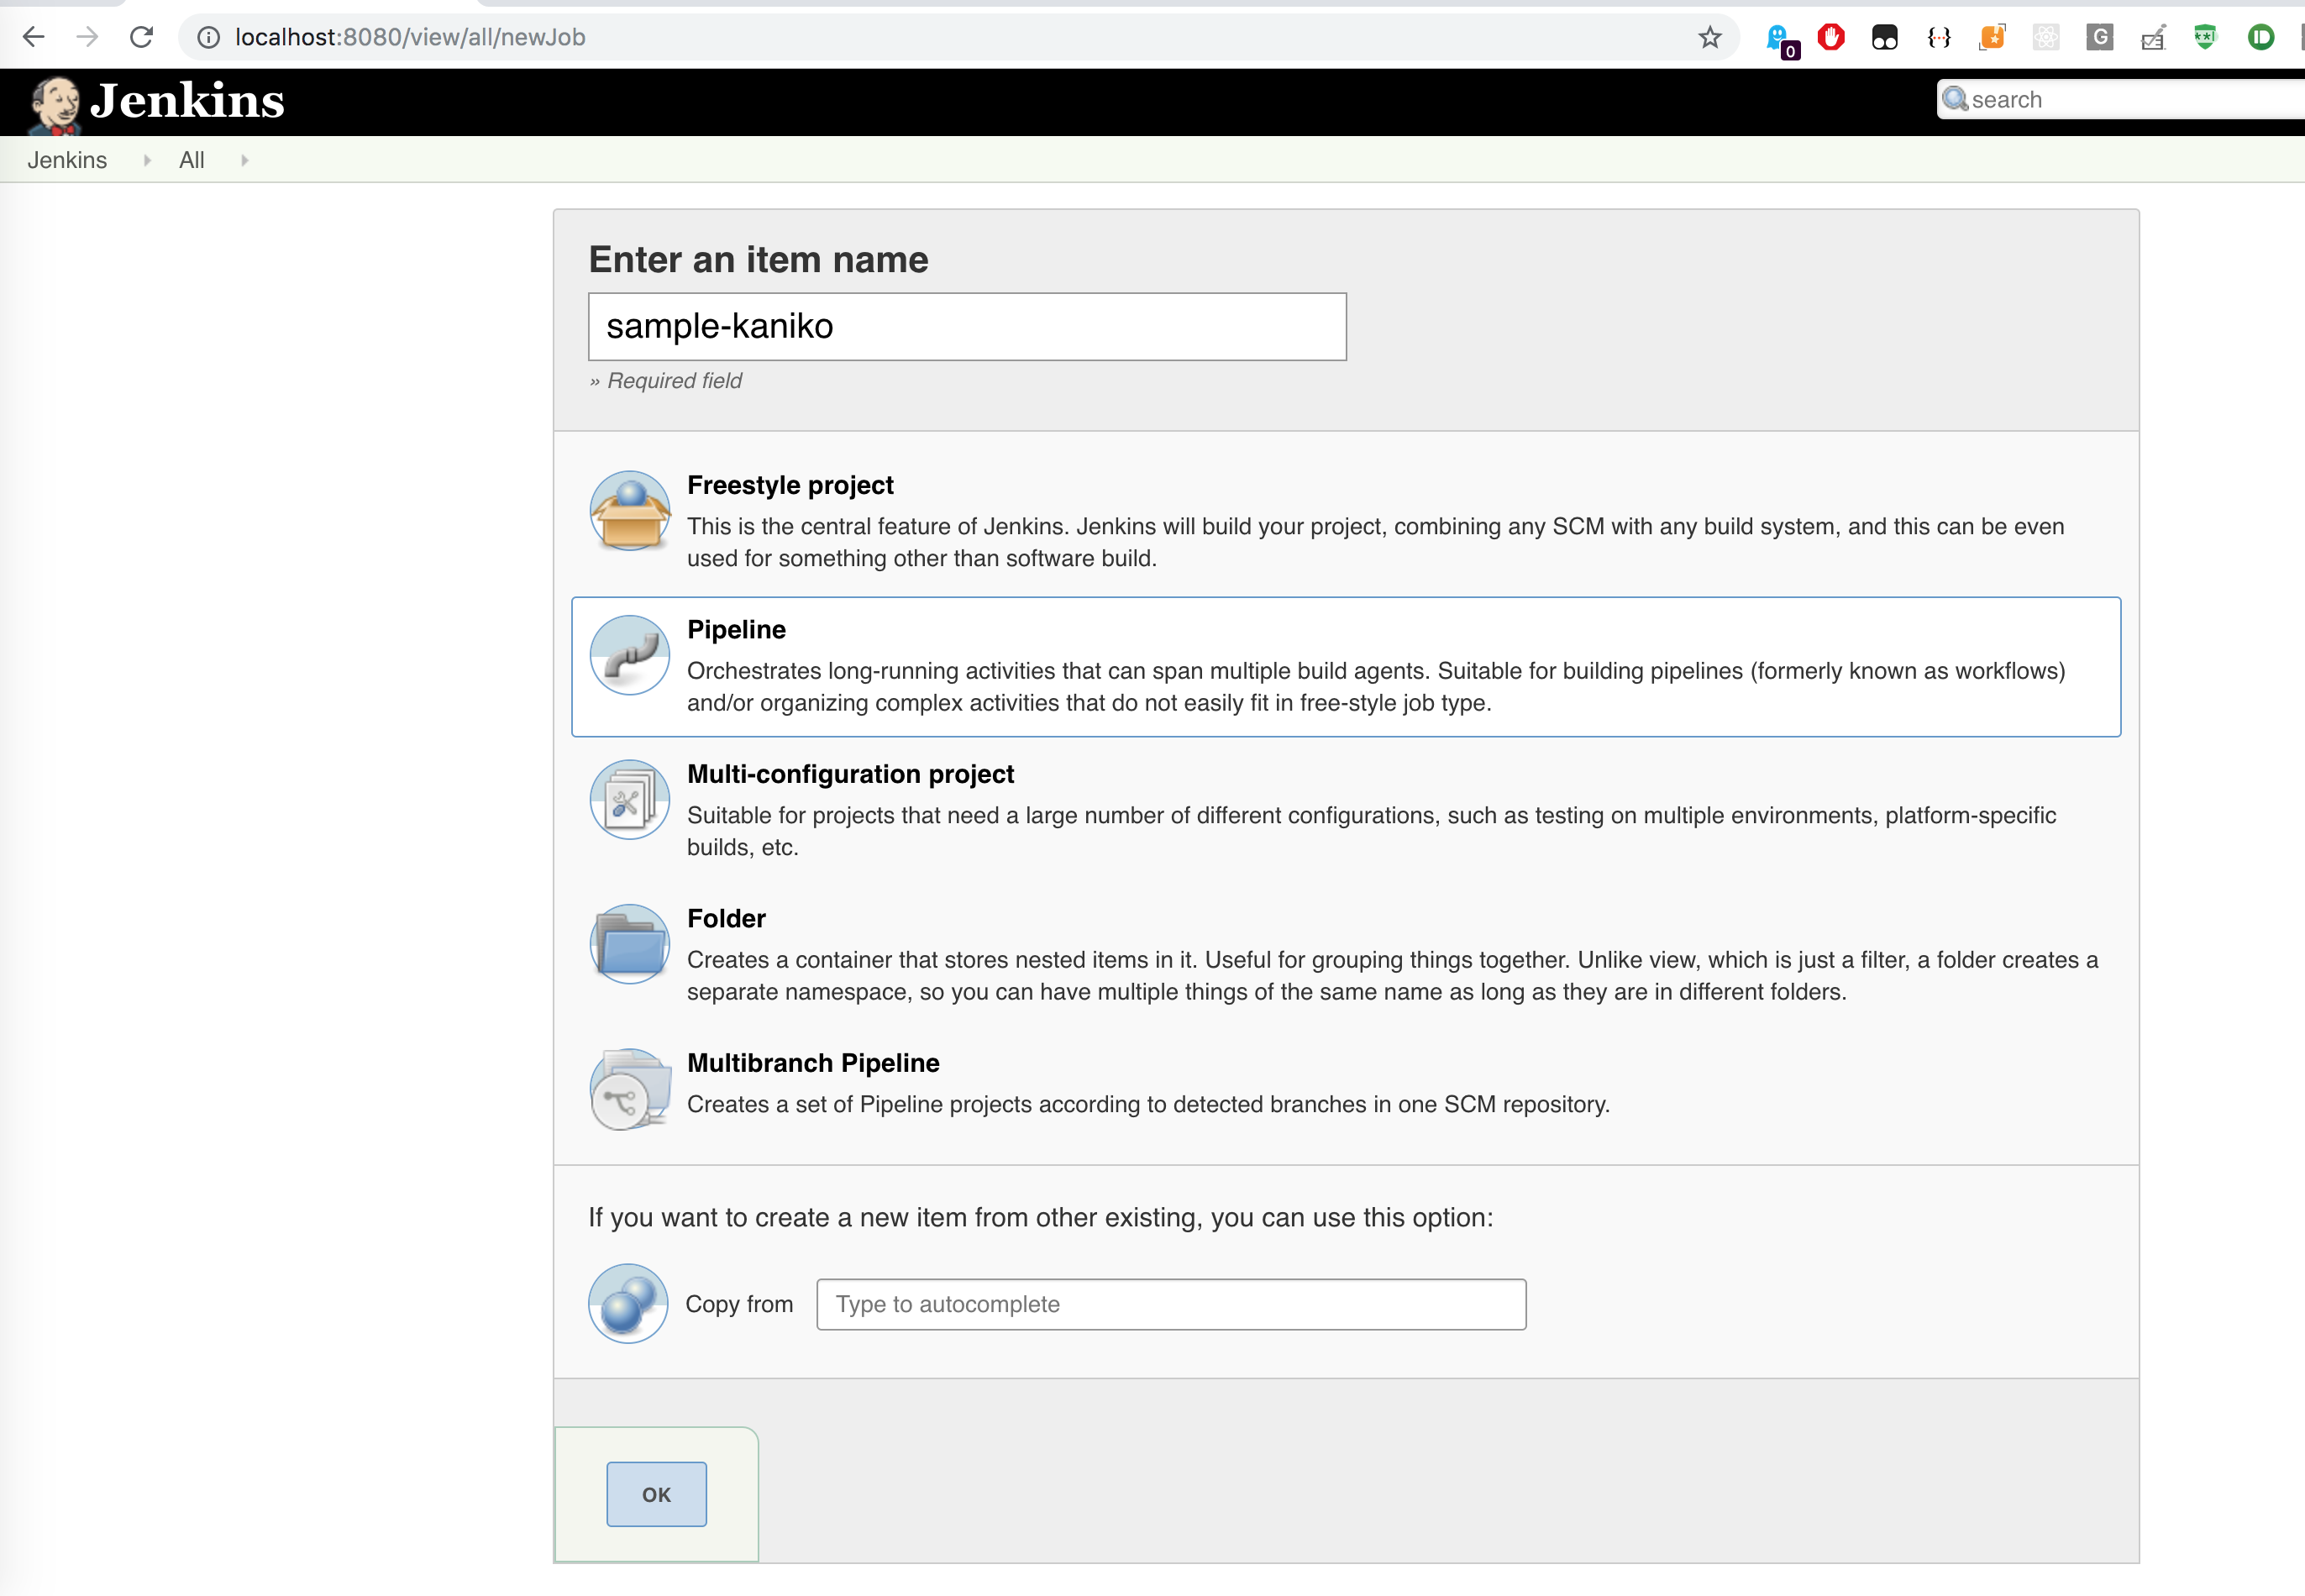 localhost:8080/view/all/newJob
0
G
Jenkins
search
Jenkins
All
Enter an item name
sample-kaniko
» Required field
Freestyle project
This is the central feature of Jenkins. Jenkins will build your project, combining any SCM with any build system, and this can be even
used for something other than software build.
Pipeline
Orchestrates long-running activities that can span multiple build agents. Suitable for building pipelines (formerly known as workflows)
and/or organizing complex activities that do not easily fit in free-style job type.
Multi-configuration project
Suitable for projects that need a large number of different configurations, such as testing on multiple environments, platform-specific
builds, etc.
Folder
Creates a container that stores nested items in it. Useful for grouping things together. Unlike view, which is just a filter, a folder creates a
separate namespace, so you can have multiple things of the same name as long as they are in different folders.
Multibranch Pipeline
Creates a set of Pipeline projects according to detected branches in one SCM repository.
If you want to create a new item from other existing, you can use this option:
Copy from
Type to autocomplete
OK